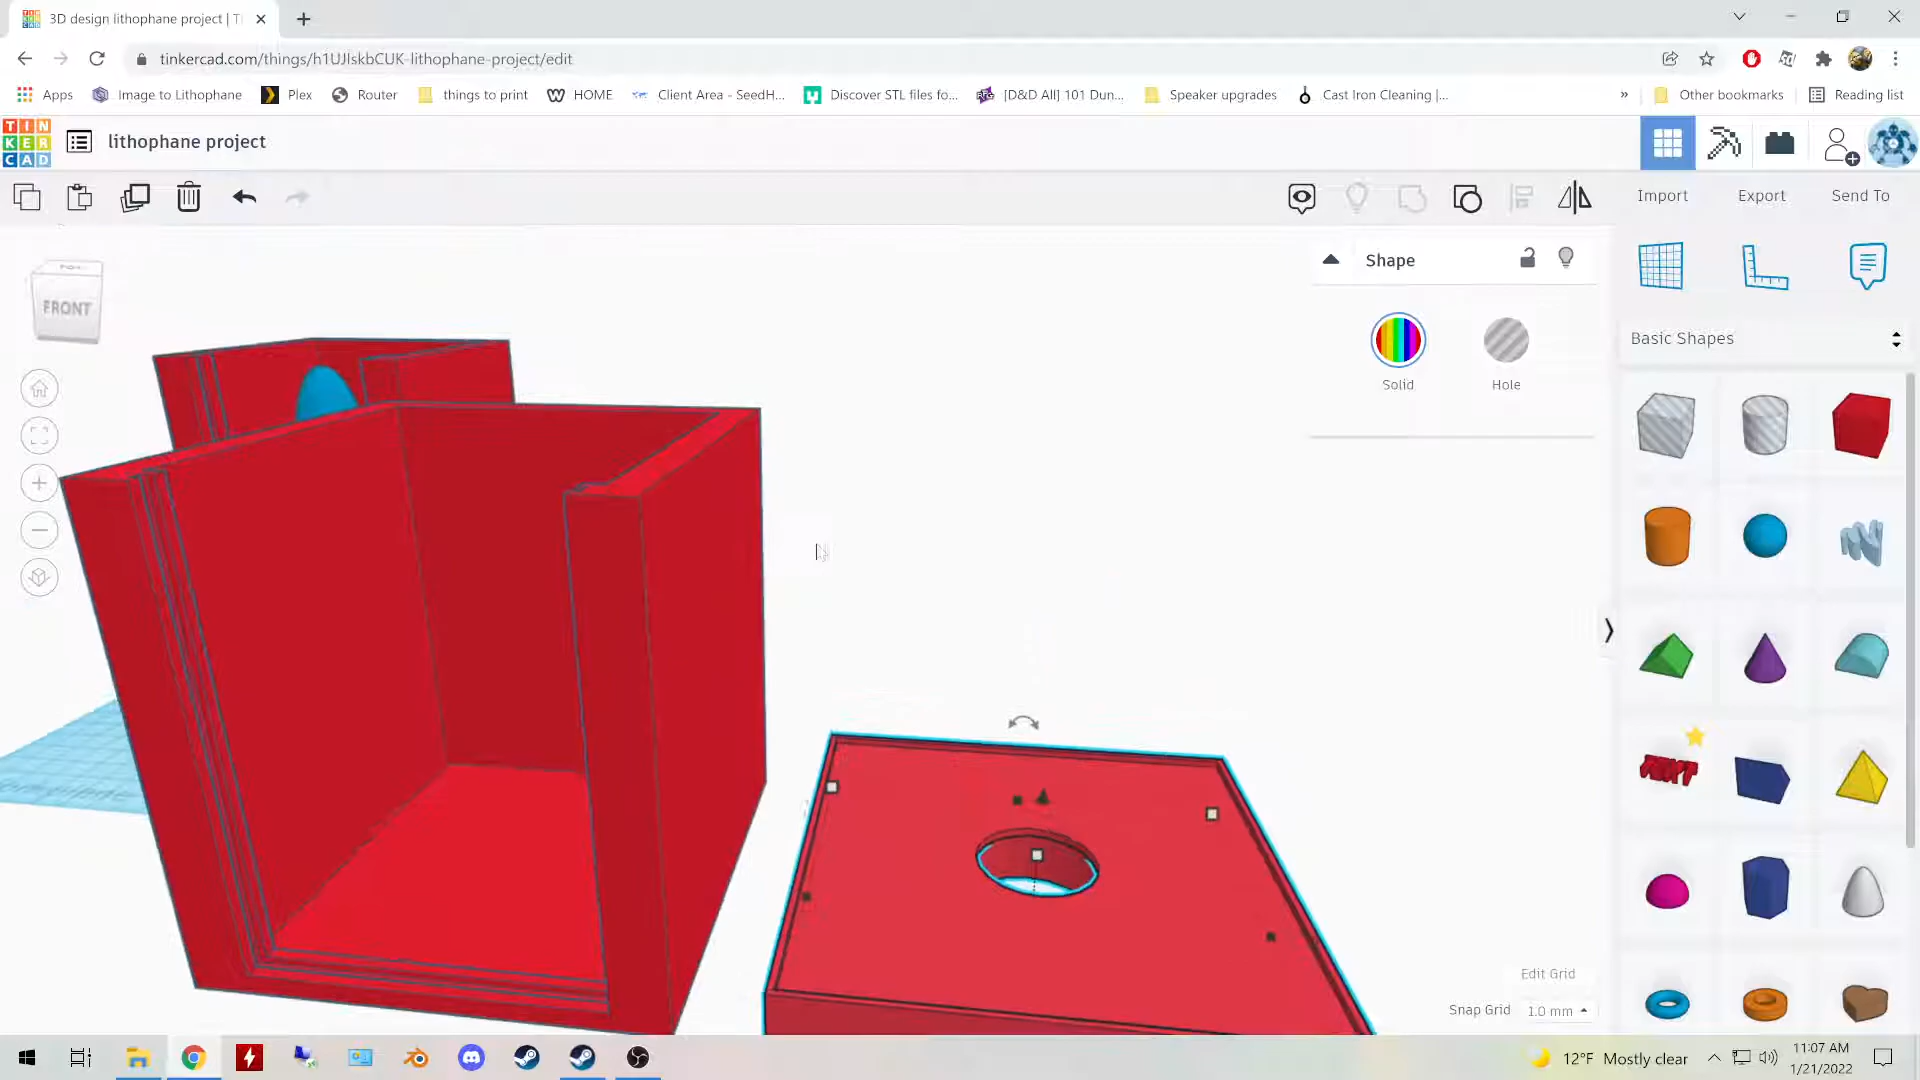 3D design lithophane project | Ti
tinkercad.com/things/h1UJIskbCUK-lithophane-project/edit
Apps
Image to Lithophane
Plex
Router
things to print
HOME
Client Area - SeedH...
Discover STL files fo...
[D&D All] 101 Dun...
Speaker upgrades
Cast Iron Cleaning |...
»
Other bookmarks
Reading list
TIN
KER
CAD
lithophane project
Import
Export
Send To
FRONT
Shape
Solid
Hole
Basic Shapes
TEXT
Edit Grid
Snap Grid
1.0 mm
12°F Mostly clear
11:07 AM
1/21/2022